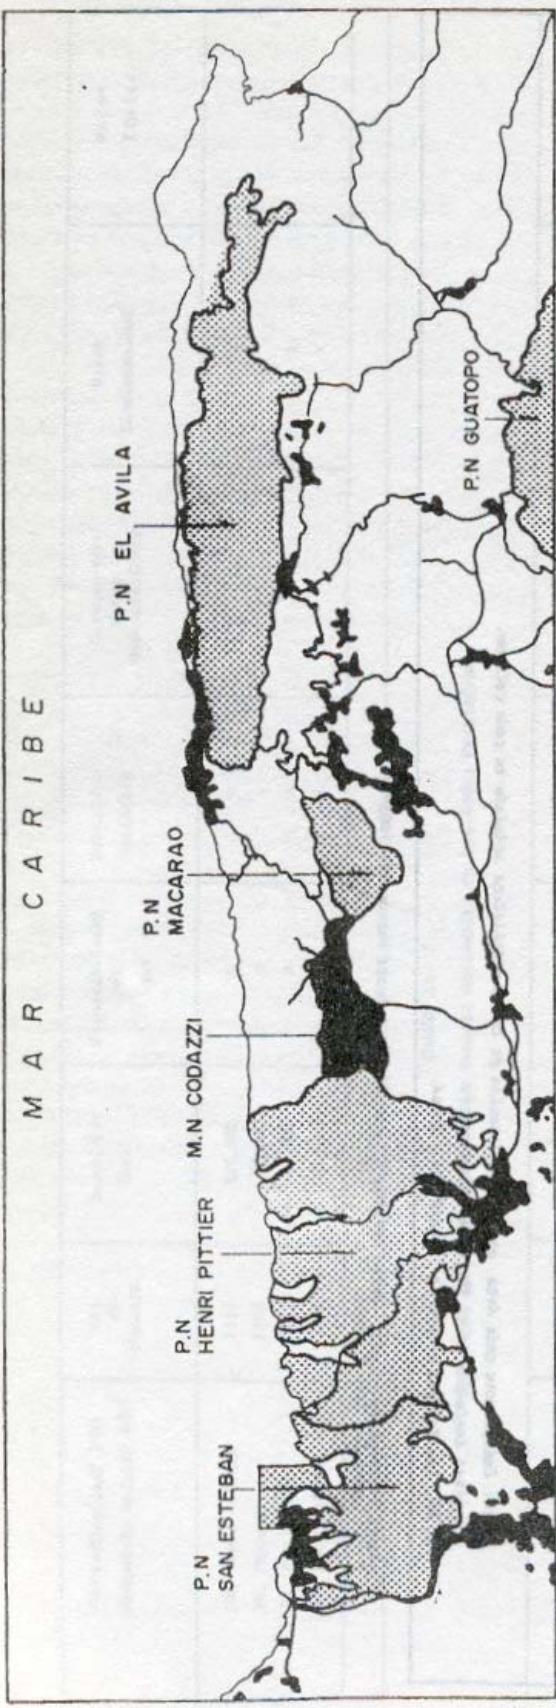 MAR CARIBE
P.N
SAN ESTEBAN
P.N
HENRI PITTIER
M.N CODAZZI
P.N
MACARAO
P.N EL AVILA
P.N GUATOPO